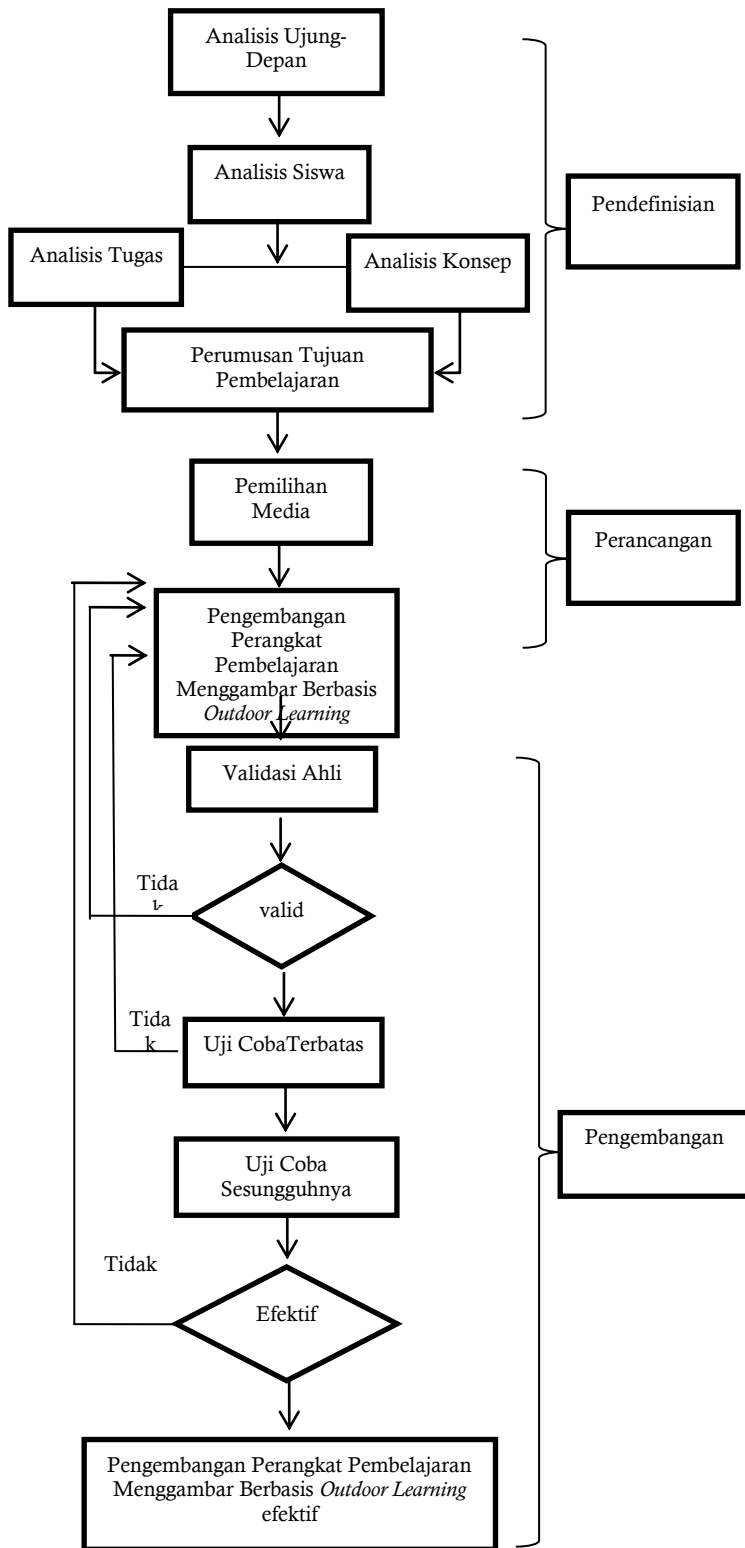 Analisis Ujung-
Depan
Analisis Siswa
Pendefinisian
Analisis Tugas
Analisis Konsep
Perumusan Tujuan
Pembelajaran
Pemilihan
Media
Perancangan
Pengembangan
Perangkat
Pembelajaran
Menggambar Berbasis
Outdoor Learning
Validasi Ahli
Tida
k
valid
Tida
k
Uji CobaTerbatas
Pengembangan
Uji Coba
Sesungguhnya
Tidak
Efektif
Pengembangan Perangkat Pembelajaran
Menggambar Berbasis Outdoor Learning
efektif